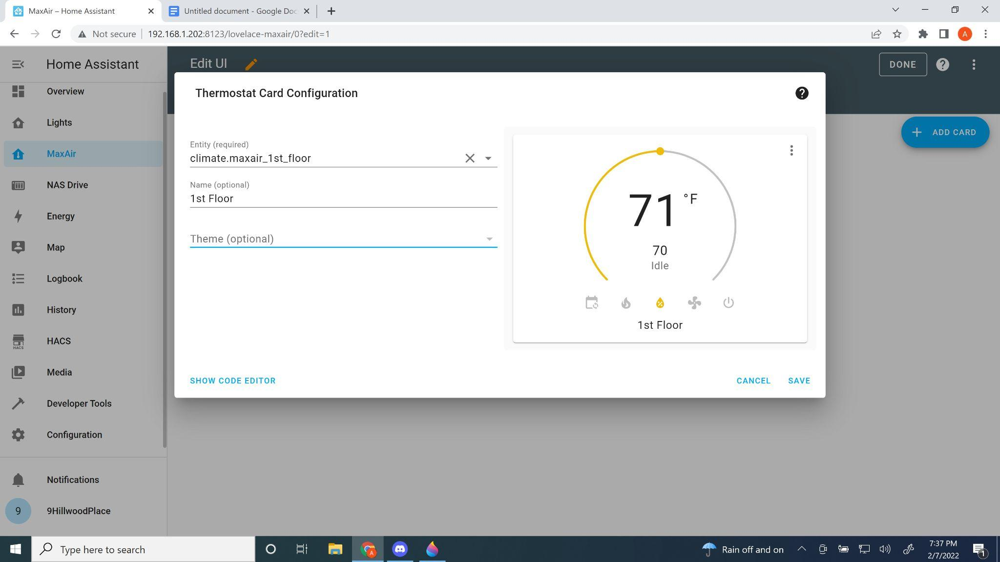 MaxAir – Home Assistant
Untitled document - Google Doc
Not secure
192.168.1.202:8123/lovelace-maxair/0?edit=1
A
Home Assistant
Edit UI
DONE
Overview
Lights
MaxAir
NAS Drive
Energy
Map
Logbook
History
HACS
HACS
Media
Developer Tools
Configuration
Notifications
9
9HillwoodPlace
ADD CARD
Thermostat Card Configuration
Entity (required)
climate.maxair_1st_floor
Name (optional)
1st Floor
Theme (optional)
71 °F
70
Idle
1st Floor
SHOW CODE EDITOR
CANCEL
SAVE
Type here to search
A
Rain off and on
7:37 PM
2/7/2022
1